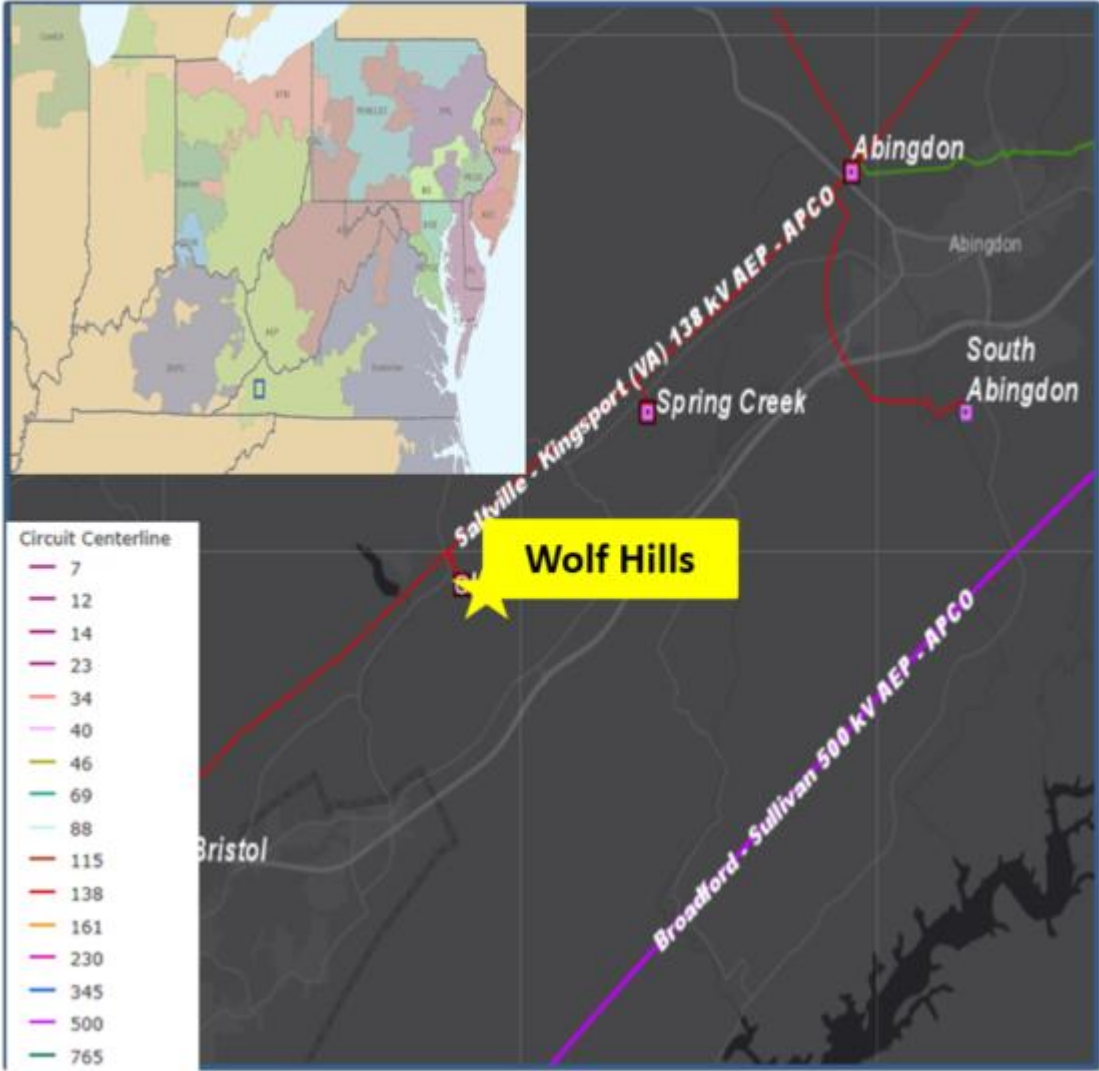 Abingdon
Abingdon
Saltville - Kingsport (VA) 138 kV AEP - APCO
South
Abingdon
Spring Creek
Wolf Hills
Broadford - Sullivan 500 kV AEP - APCO
Bristol
Circuit Centerline
7
12
14
23
34
40
46
69
88
115
138
161
230
345
500
765